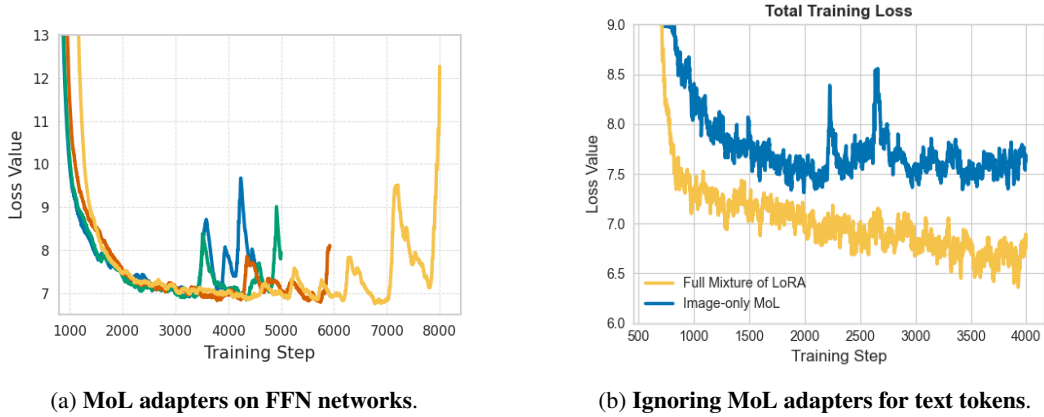 13
12
11
10
9
8
7
Loss Value
1000 2000 3000 4000 5000 6000 7000 8000
Training Step
(a) MoL adapters on FFN networks.
Total Training Loss
9.0
8.5
8.0
7.5
7.0
6.5
6.0
Loss Value
Full Mixture of LoRA
Image-only MoL
500 1000 1500 2000 2500 3000 3500 4000
Training Step
(b) Ignoring MoL adapters for text tokens.